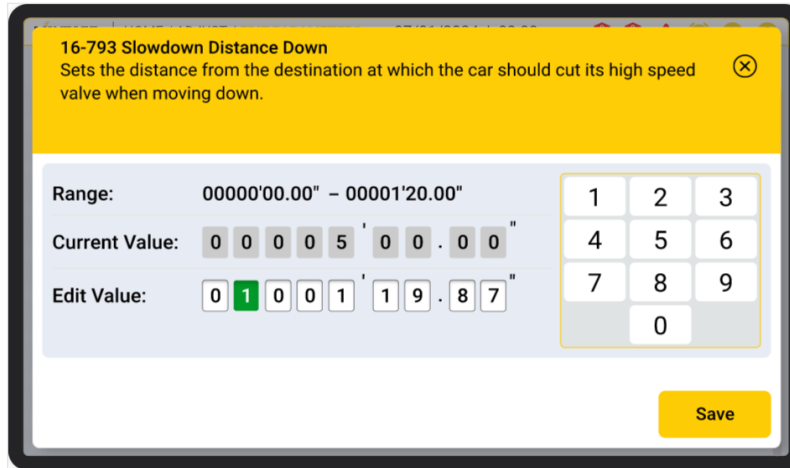 16-793 Slowdown Distance Down
Sets the distance from the destination at which the car should cut its high speed
valve when moving down.
Range: 00000'00.00" – 00001'20.00"
Current Value: 0 0 0 0 5 ' 0 0 . 0 0 "
Edit Value: 0 1 0 0 1 ' 1 9 . 8 7 "
1 2 3
4 5 6
7 8 9
0
Save